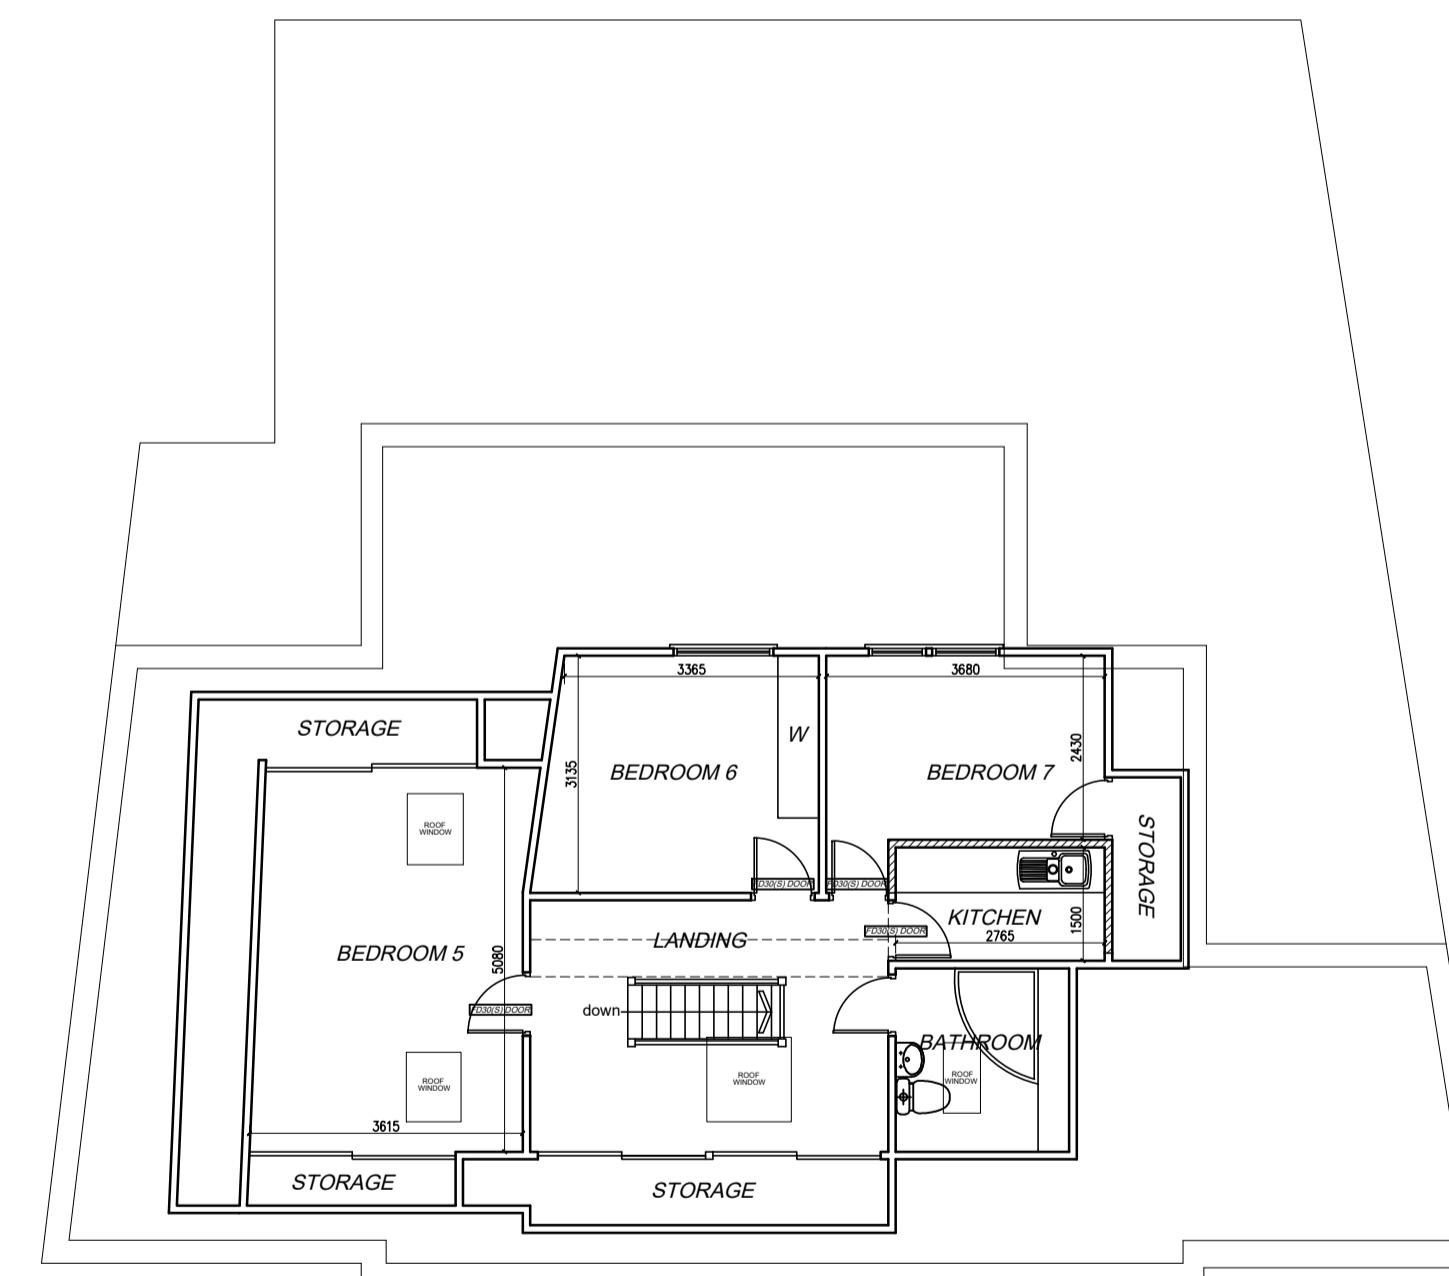 3365
3680
STORAGE
W
2430
BEDROOM 6
BEDROOM 7
3135
ROOF
WINDOW
STORAGE
FD30(S) DOOR
FD30(S) DOOR
KITCHEN
1500
FD30(S) DOOR
2765
LANDING
BEDROOM 5
5080
FD30(S) DOOR
down
BATHROOM
ROOF
WINDOW
ROOF
WINDOW
ROOF
WINDOW
3615
STORAGE
STORAGE